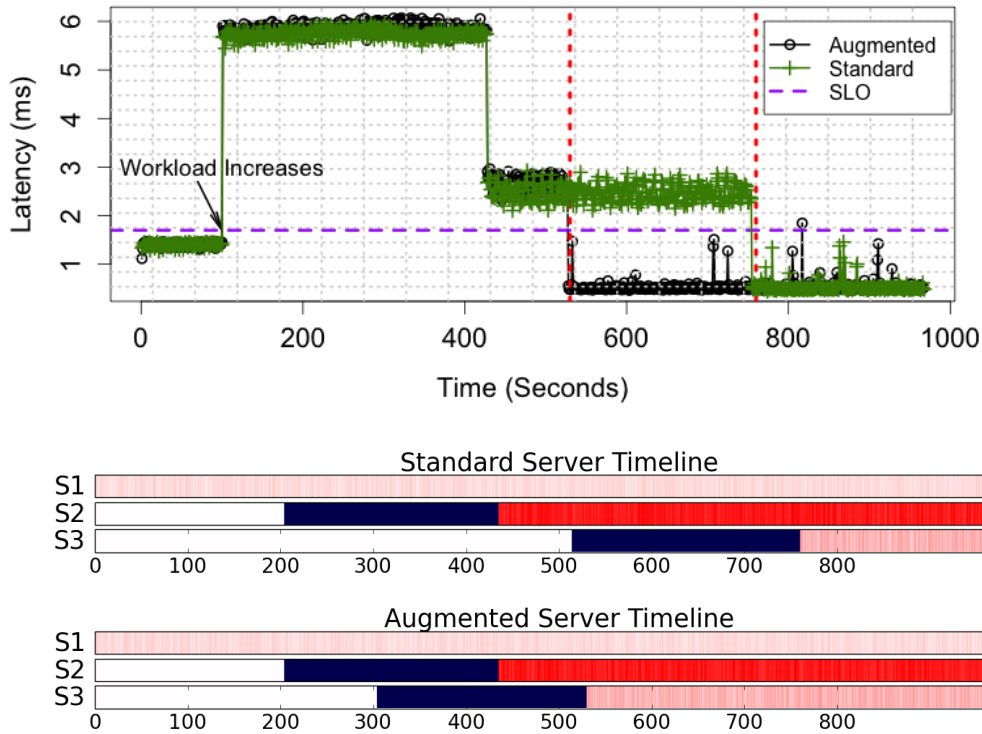 6
5
4
3
2
1
Latency (ms)
Augmented
Standard
SLO
Workload Increases
0 200 400 600 800 1000
Time (Seconds)
Standard Server Timeline
S1
S2
S3
0 100 200 300 400 500 600 700 800
Augmented Server Timeline
S1
S2
S3
0 100 200 300 400 500 600 700 800